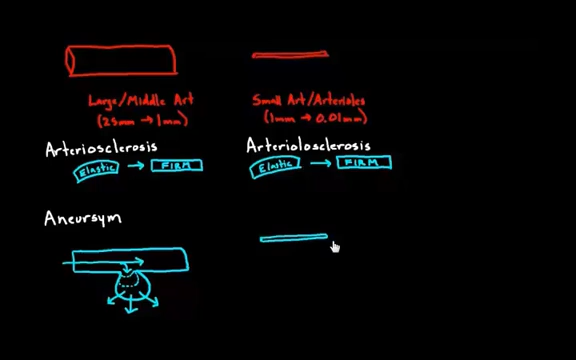 Large/Middle Art
(25mm → 1mm)
Small Art/Arterioles
(1mm → 0.01mm)
Arteriosclerosis
Elastic → FIRM
Arteriolosclerosis
Elastic → FIRM
Aneursym